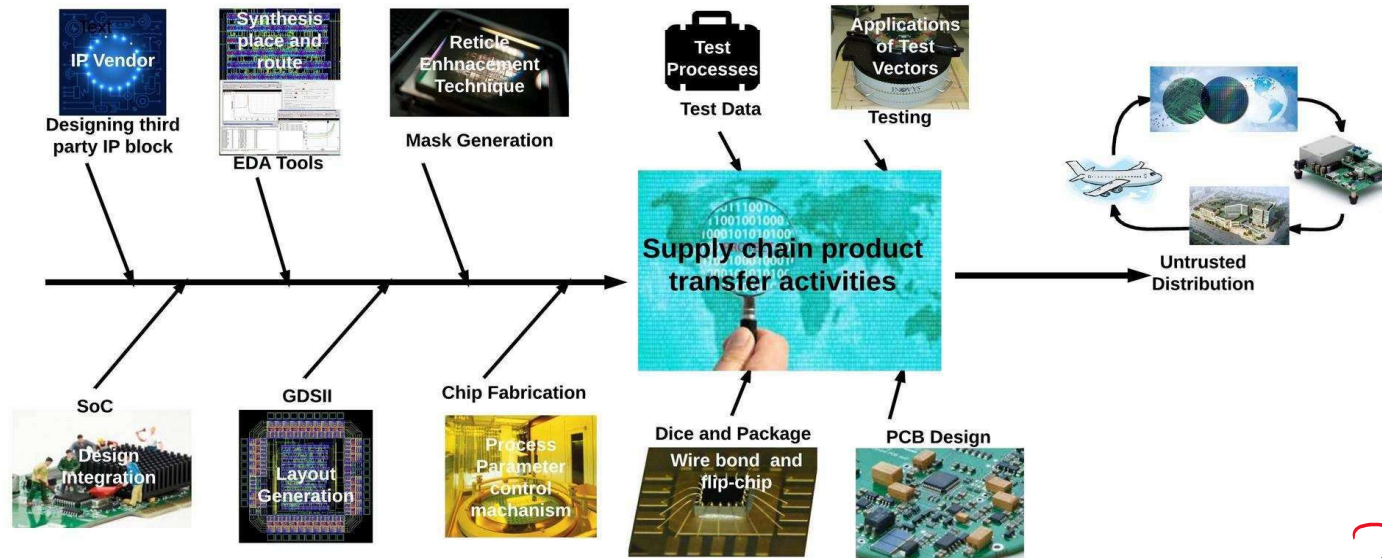 Text
IP Vendor
Designing third
party IP block
Synthesis
place and
route
EDA Tools
Reticle
Enhnacement
Technique
Mask Generation
Test
Processes
Test Data
Applications
of Test
Vectors
INOVYS
Testing
Supply chain product
transfer activities
Untrusted
Distribution
SoC
Design
Integration
GDSII
Layout
Generation
Chip Fabrication
Process
Parameter
control
machanism
Dice and Package
Wire bond and
flip-chip
PCB Design